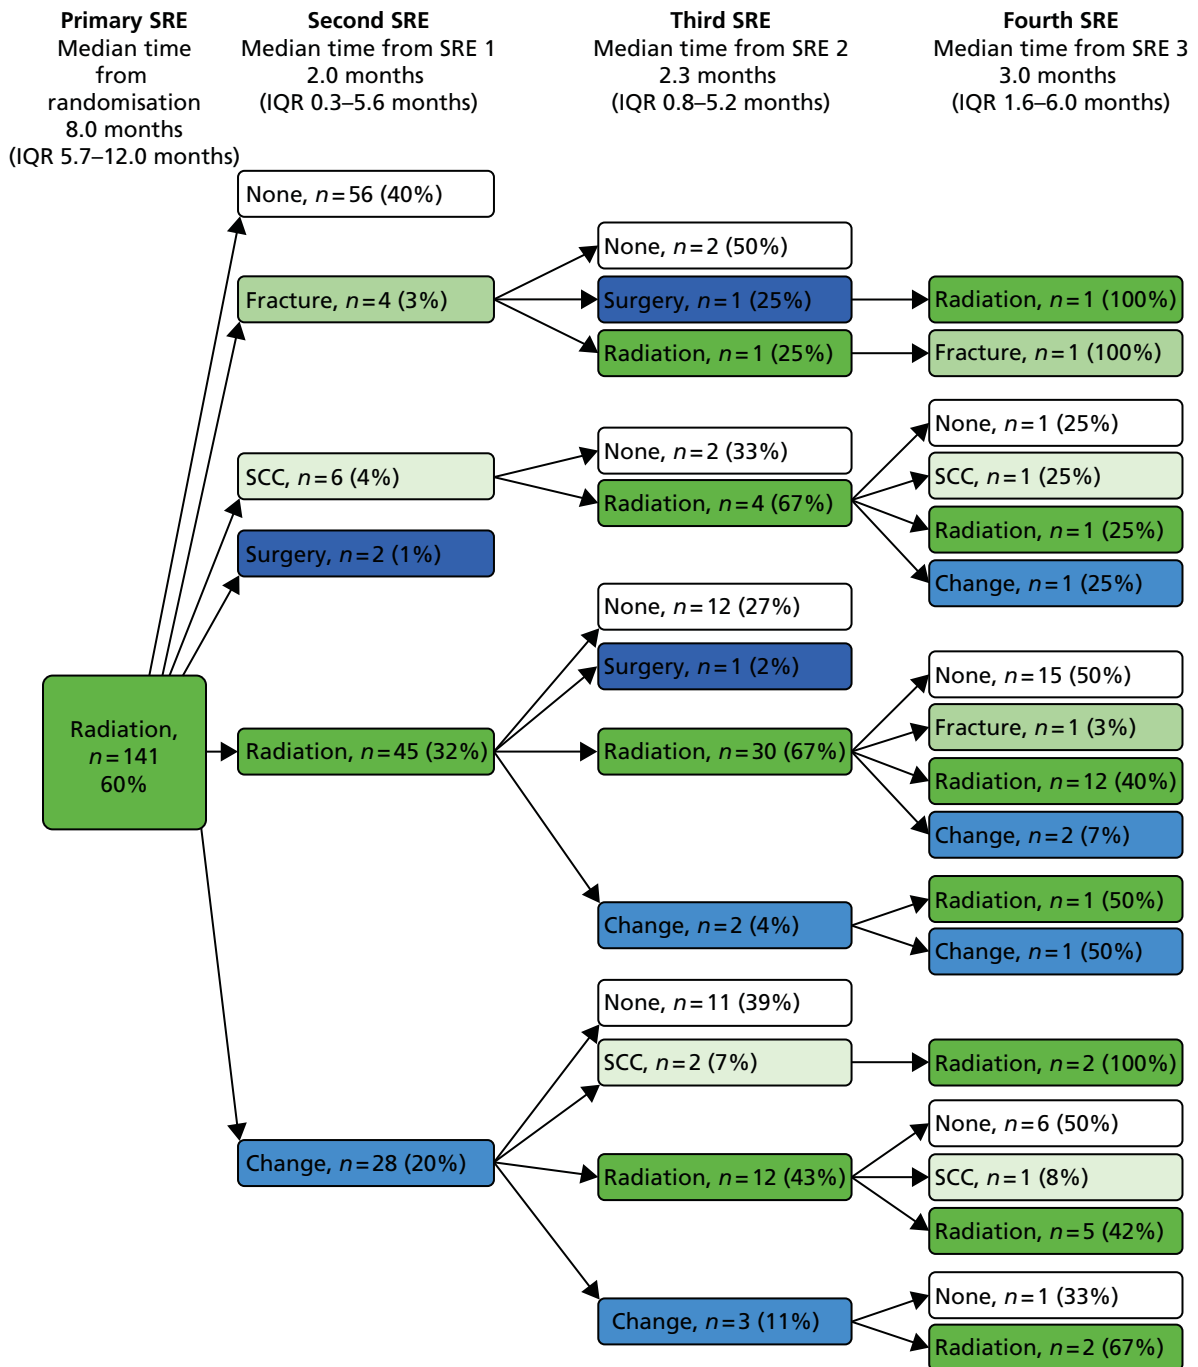 Primary SRE
Median time
from
randomisation
8.0 months
(IQR 5.7–12.0 months)
Second SRE
Median time from SRE 1
2.0 months
(IQR 0.3–5.6 months)
Third SRE
Median time from SRE 2
2.3 months
(IQR 0.8–5.2 months)
Fourth SRE
Median time from SRE 3
3.0 months
(IQR 1.6–6.0 months)
Radiation,
n=141
60%
None, n=56 (40%)
Fracture, n=4 (3%)
SCC, n=6 (4%)
Surgery, n=2 (1%)
Radiation, n=45 (32%)
Change, n=28 (20%)
None, n=2 (50%)
Surgery, n=1 (25%)
Radiation, n=1 (25%)
None, n=2 (33%)
Radiation, n=4 (67%)
None, n=12 (27%)
Surgery, n=1 (2%)
Radiation, n=30 (67%)
Change, n=2 (4%)
None, n=11 (39%)
SCC, n=2 (7%)
Radiation, n=12 (43%)
Change, n=3 (11%)
Radiation, n=1 (100%)
Fracture, n=1 (100%)
None, n=1 (25%)
SCC, n=1 (25%)
Radiation, n=1 (25%)
Change, n=1 (25%)
None, n=15 (50%)
Fracture, n=1 (3%)
Radiation, n=12 (40%)
Change, n=2 (7%)
Radiation, n=1 (50%)
Change, n=1 (50%)
Radiation, n=2 (100%)
None, n=6 (50%)
SCC, n=1 (8%)
Radiation, n=5 (42%)
None, n=1 (33%)
Radiation, n=2 (67%)